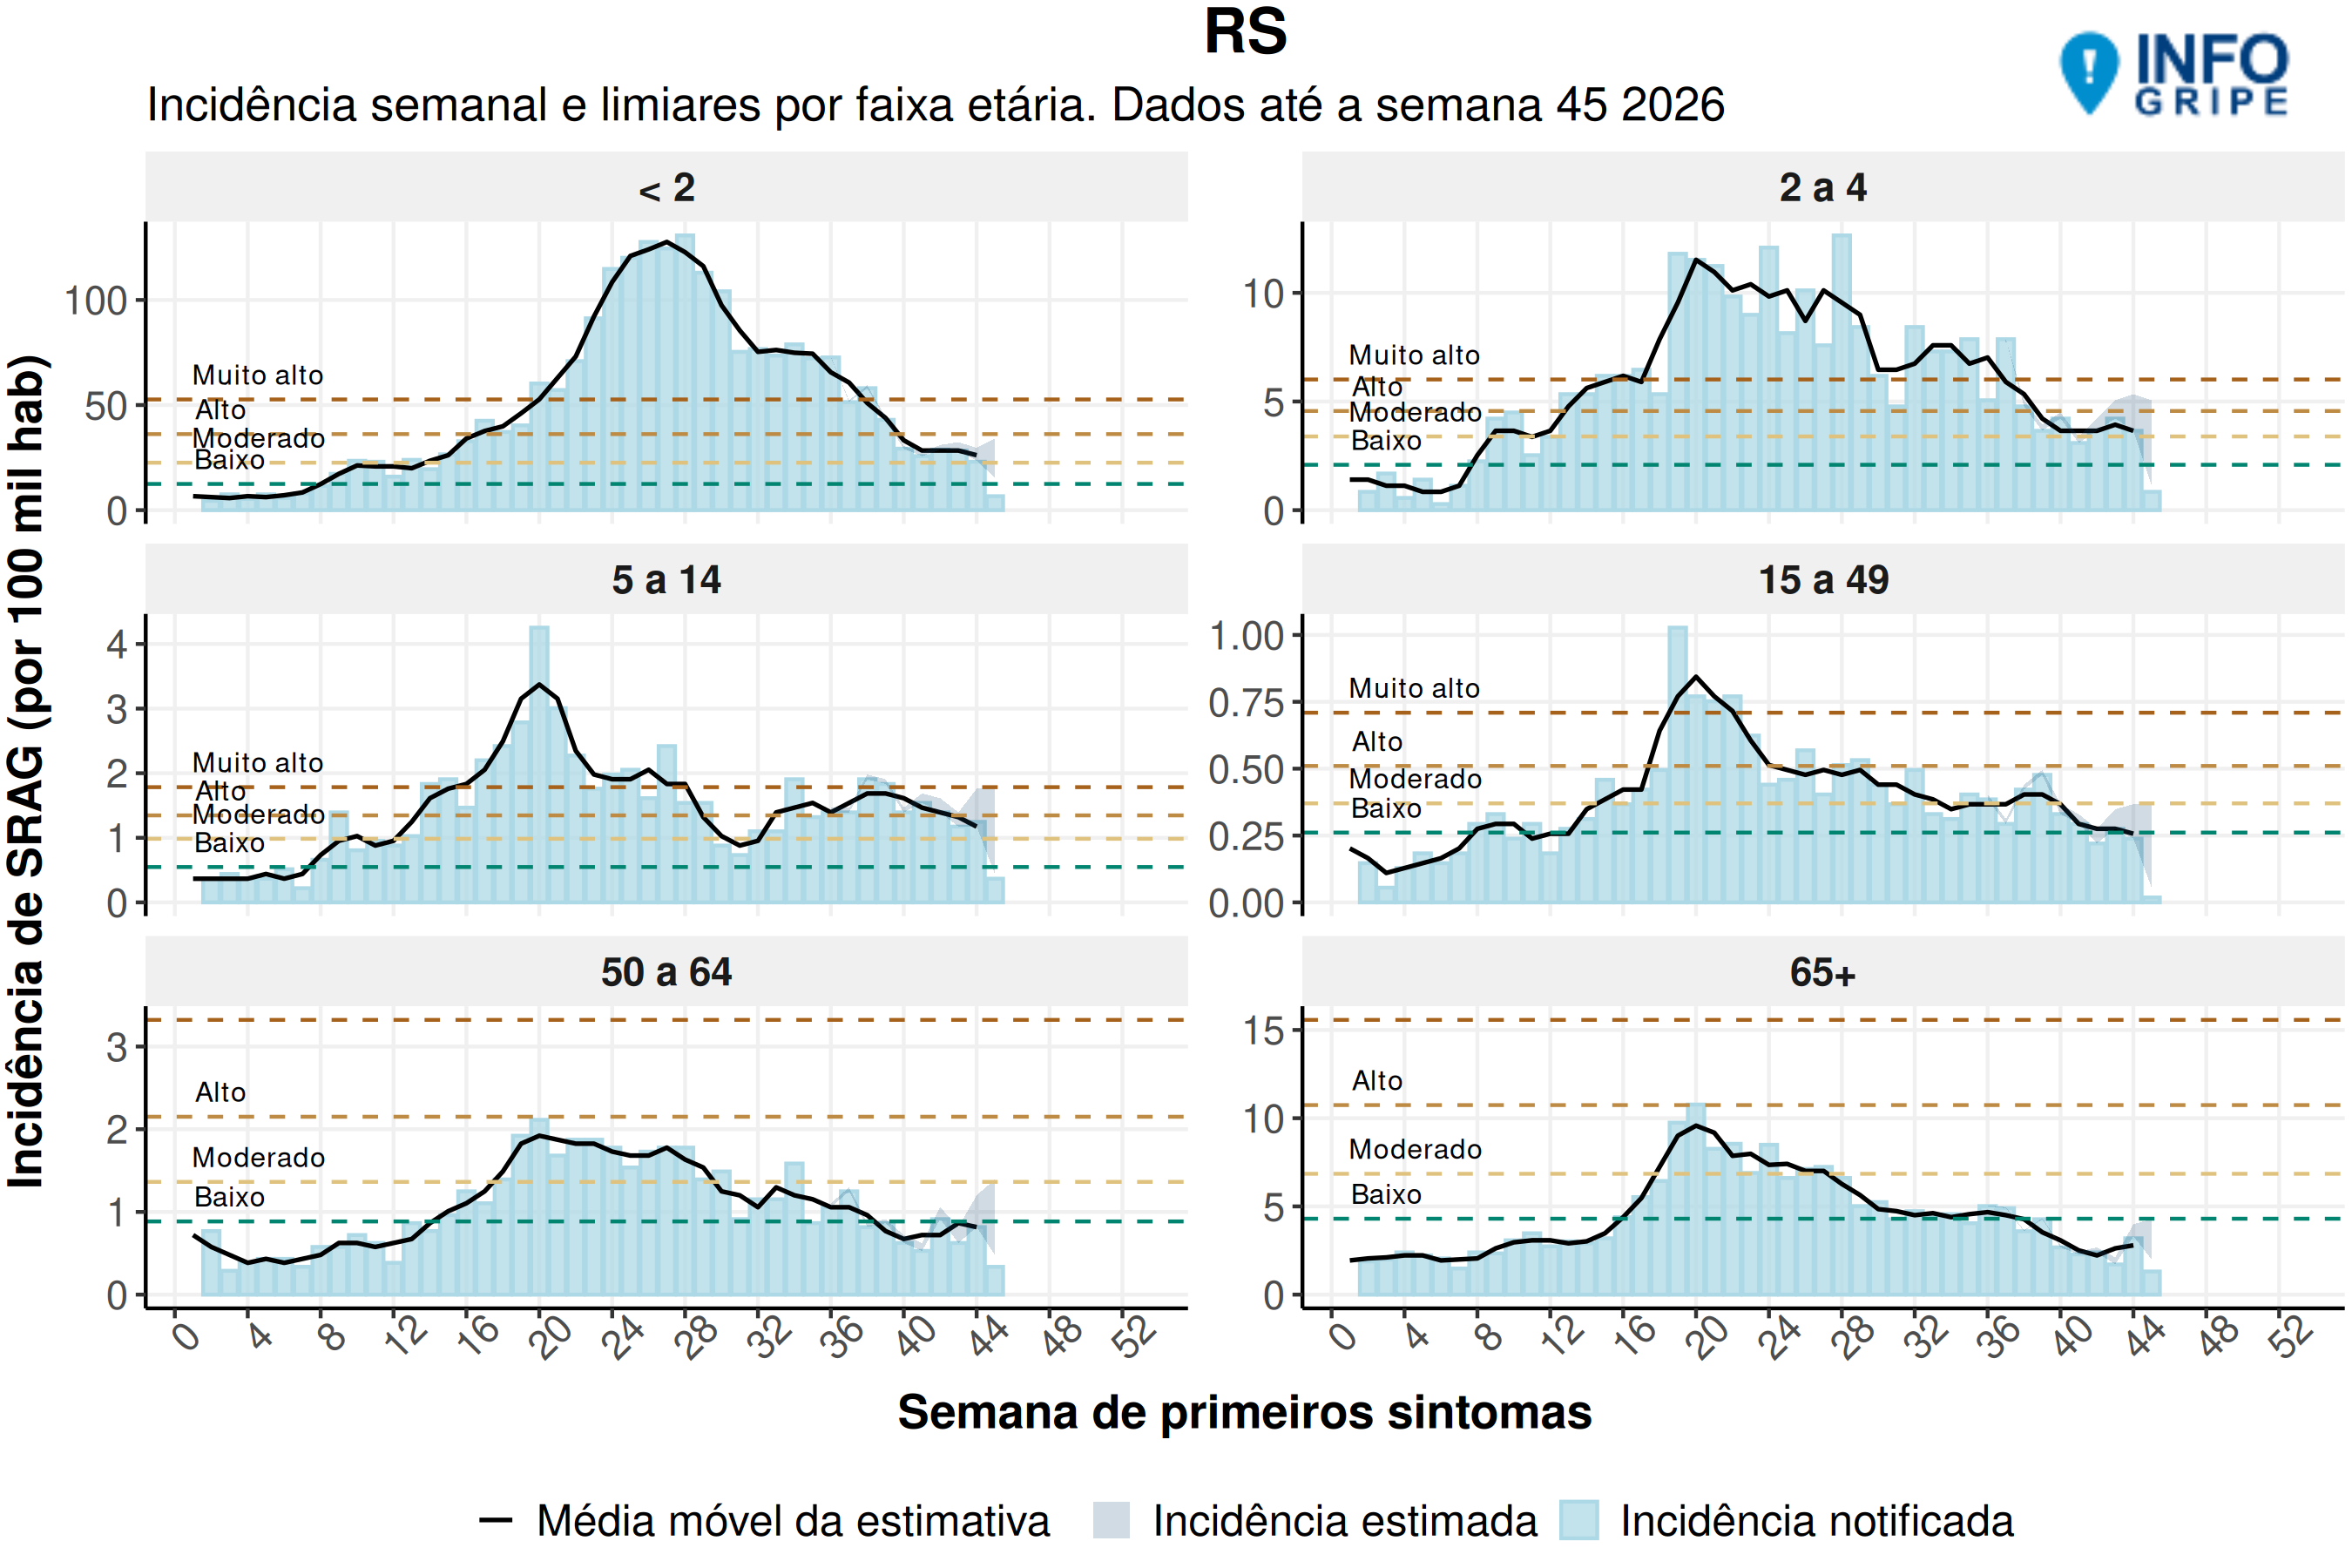 RS
INFO
GRIPE
Incidência semanal e limiares por faixa etária. Dados até a semana 45 2026
Incidência de SRAG (por 100 mil hab)
< 2
100
50
0
Muito alto
Alto
Moderado
Baixo
2 a 4
10
5
0
Muito alto
Alto
Moderado
Baixo
5 a 14
4
3
2
1
0
Muito alto
Alto
Moderado
Baixo
15 a 49
1.00
0.75
0.50
0.25
0.00
Muito alto
Alto
Moderado
Baixo
50 a 64
3
2
1
0
Alto
Moderado
Baixo
65+
15
10
5
0
Alto
Moderado
Baixo
0 4 8 12 16 20 24 28 32 36 40 44 48 52
0 4 8 12 16 20 24 28 32 36 40 44 48 52
Semana de primeiros sintomas
Média móvel da estimativa Incidência estimada Incidência notificada